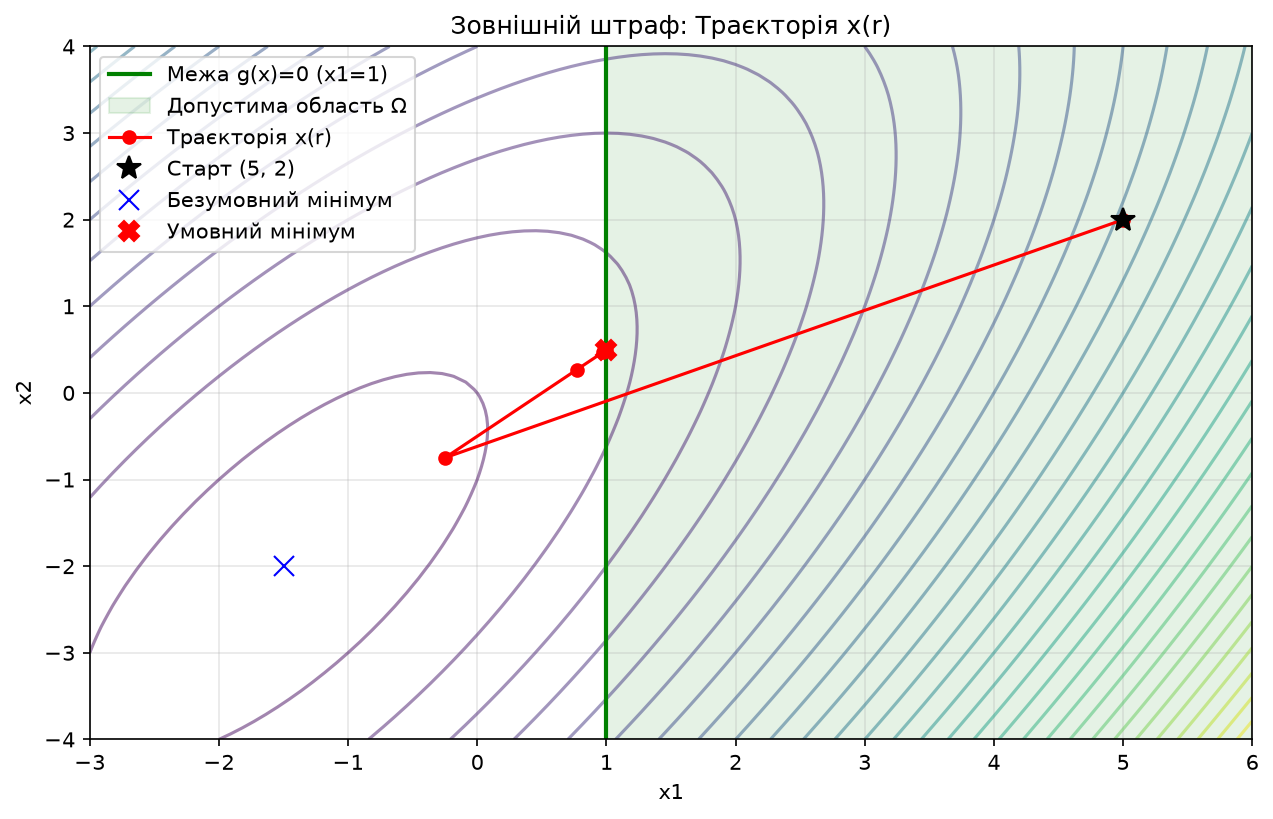 Зовнішній штраф: Траєкторія x(r)
Межа g(x)=0 (x1=1)
Допустима область Ω
Траєкторія x(r)
Старт (5, 2)
Безумовний мінімум
Умовний мінімум
4
3
2
1
0
−1
−2
−3
−4
x2
−3 −2 −1 0 1 2 3 4 5 6
x1